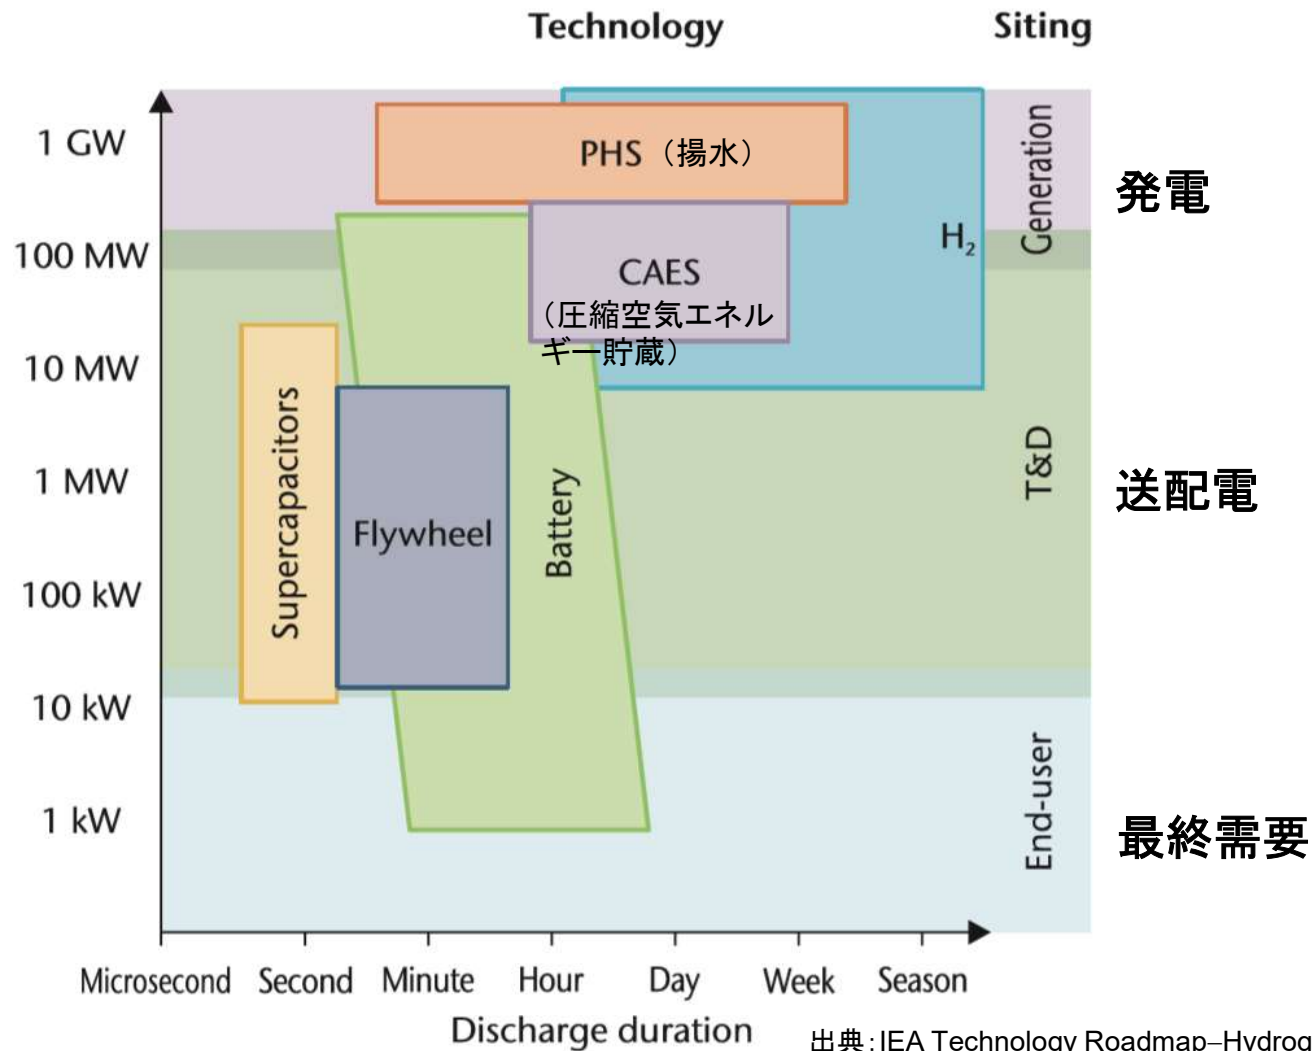 Technology
Siting
1 GW
100 MW
10 MW
1 MW
100 kW
10 kW
1 kW
PHS（揚水）
H₂
CAES
（圧縮空気エネル
ギー貯蔵）
Supercapacitors
Flywheel
Battery
Generation
発電
T&D
送配電
End-user
最終需要
Microsecond Second Minute Hour Day Week Season
Discharge duration
出典：IEA Technology Roadmap–